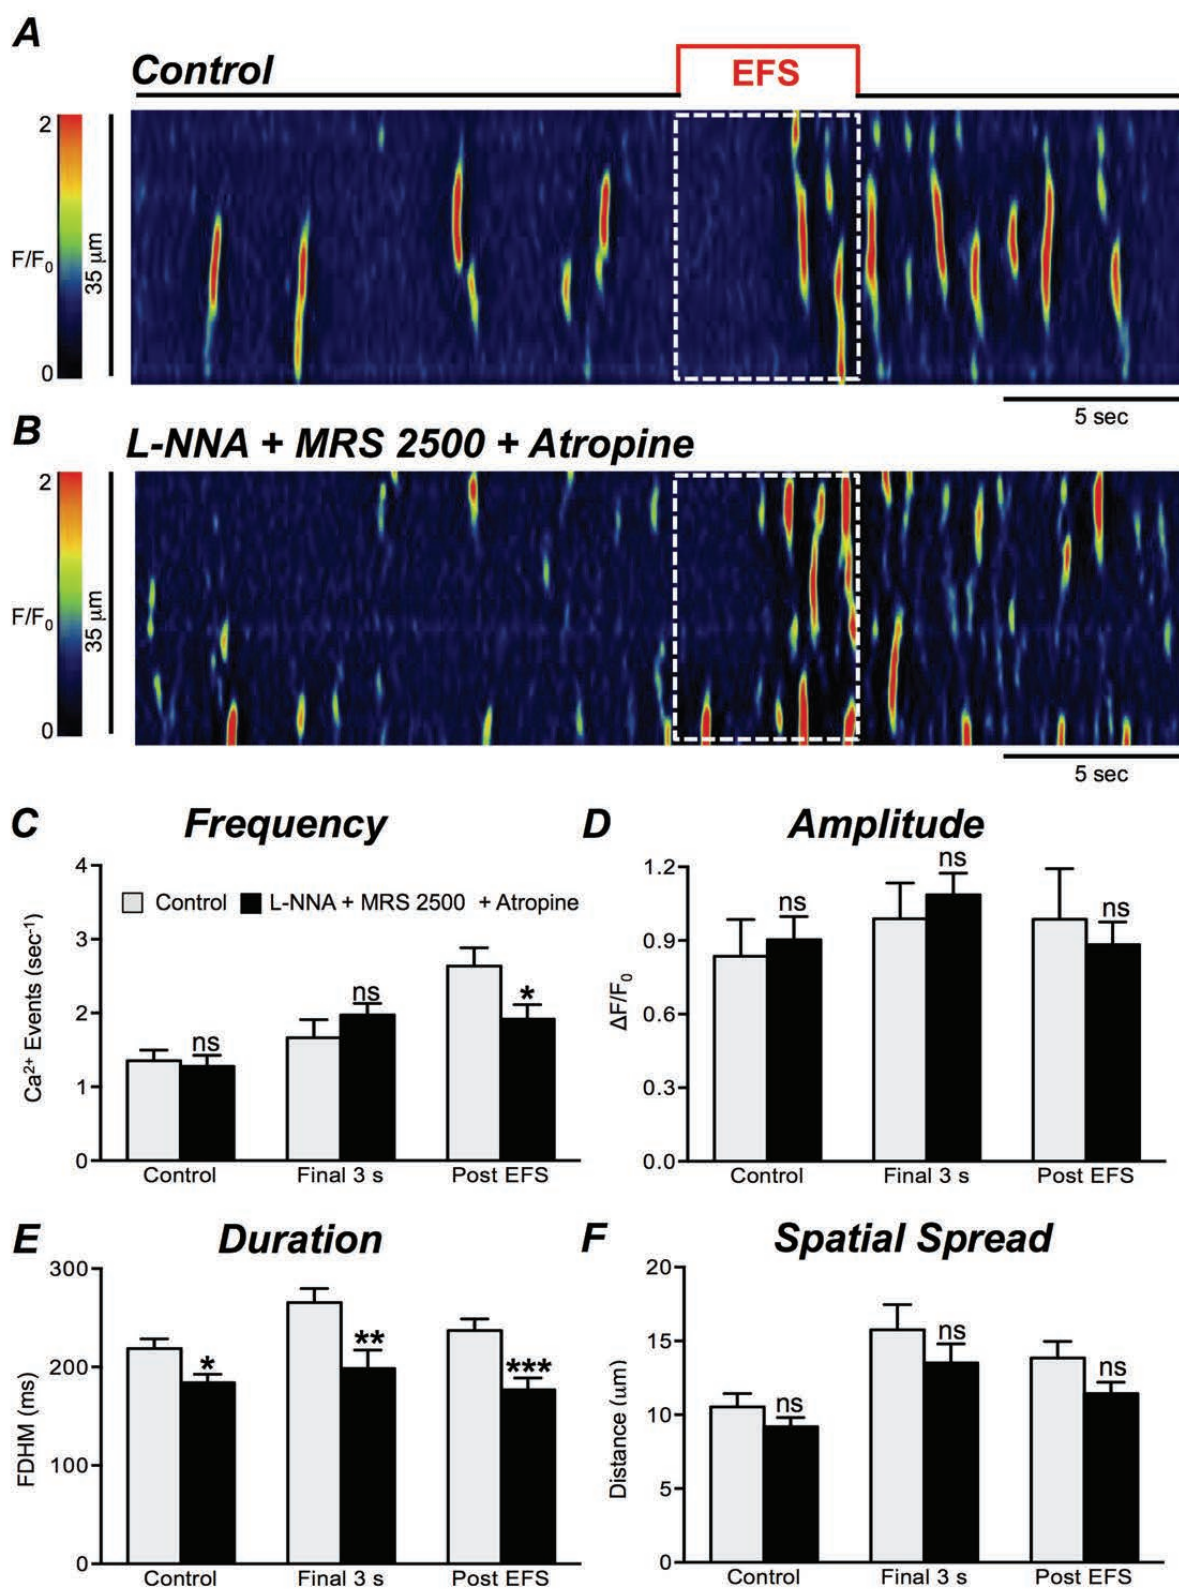 A
Control
EFS
2
F/F0
35 μm
0
5 sec
B
L-NNA + MRS 2500 + Atropine
2
F/F0
35 μm
0
5 sec
C
Frequency
4
3
2
1
0
Ca2+ Events (sec-1)
Control
L-NNA + MRS 2500 + Atropine
ns
ns
*
Control
Final 3 s
Post EFS
D
Amplitude
1.2
0.9
0.6
0.3
0.0
ΔF/F0
ns
ns
ns
Control
Final 3 s
Post EFS
E
Duration
300
200
100
0
FDHM (ms)
*
**
***
Control
Final 3 s
Post EFS
F
Spatial Spread
20
15
10
5
0
Distance (μm)
ns
ns
ns
Control
Final 3 s
Post EFS